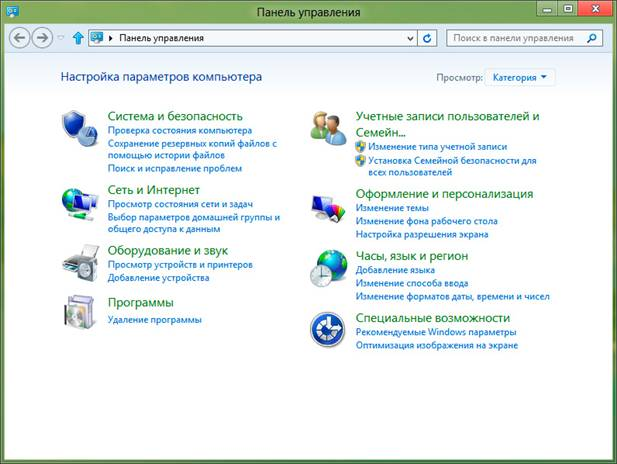 Панель управления
Панель управления
Поиск в панели управления
Настройка параметров компьютера
Просмотр:
Категория
Система и безопасность
Проверка состояния компьютера
Сохранение резервных копий файлов с
помощью истории файлов
Поиск и исправление проблем
Сеть и Интернет
Просмотр состояния сети и задач
Выбор параметров домашней группы и
общего доступа к данным
Оборудование и звук
Просмотр устройств и принтеров
Добавление устройства
Программы
Удаление программы
Учетные записи пользователей и
Семейн...
Изменение типа учетной записи
Установка Семейной безопасности для
всех пользователей
Оформление и персонализация
Изменение темы
Изменение фона рабочего стола
Настройка разрешения экрана
Часы, язык и регион
Добавление языка
Изменение способа ввода
Изменение форматов даты, времени и чисел
Специальные возможности
Рекомендуемые Windows параметры
Оптимизация изображения на экране